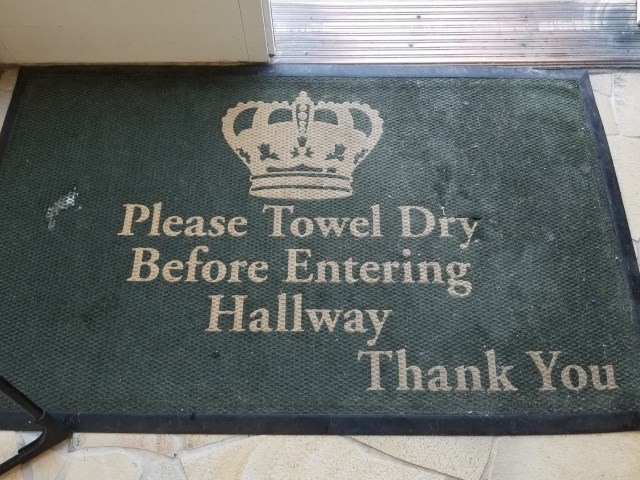 Please Towel Dry
Before Entering
Hallway
Thank You